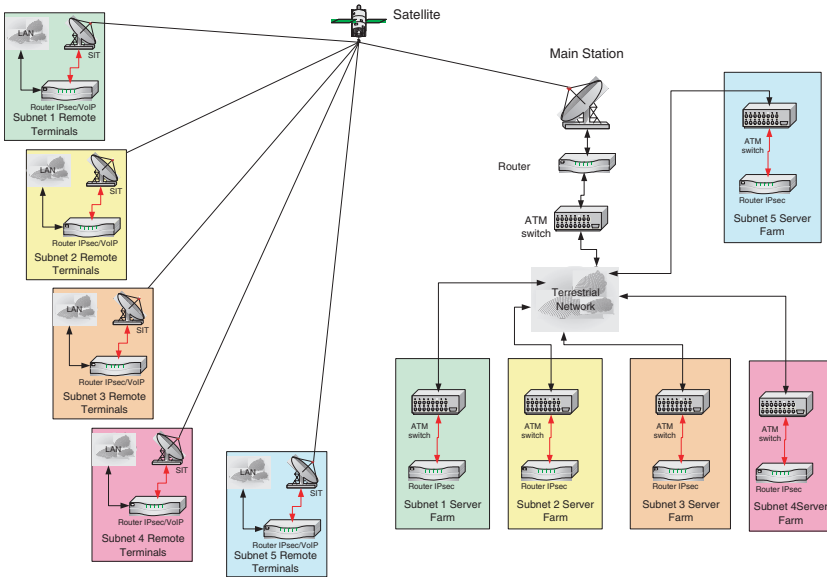 Satellite
Main Station
LAN
SIT
Router IPsec/VoIP
Subnet 1 Remote
Terminals
LAN
SIT
Router IPsec/VoIP
Subnet 2 Remote
Terminals
LAN
SIT
Router IPsec/VoIP
Subnet 3 Remote
Terminals
LAN
SIT
Router IPsec/VoIP
Subnet 4 Remote
Terminals
LAN
SIT
Router IPsec/VoIP
Subnet 5 Remote
Terminals
Router
ATM
switch
Terrestrial
Network
ATM
switch
Router IPsec
Subnet 5 Server
Farm
ATM
switch
Router IPsec
Subnet 1 Server
Farm
ATM
switch
Router IPsec
Subnet 2 Server
Farm
ATM
switch
Router IPsec
Subnet 3 Server
Farm
ATM
switch
Router IPsec
Subnet 4Server
Farm